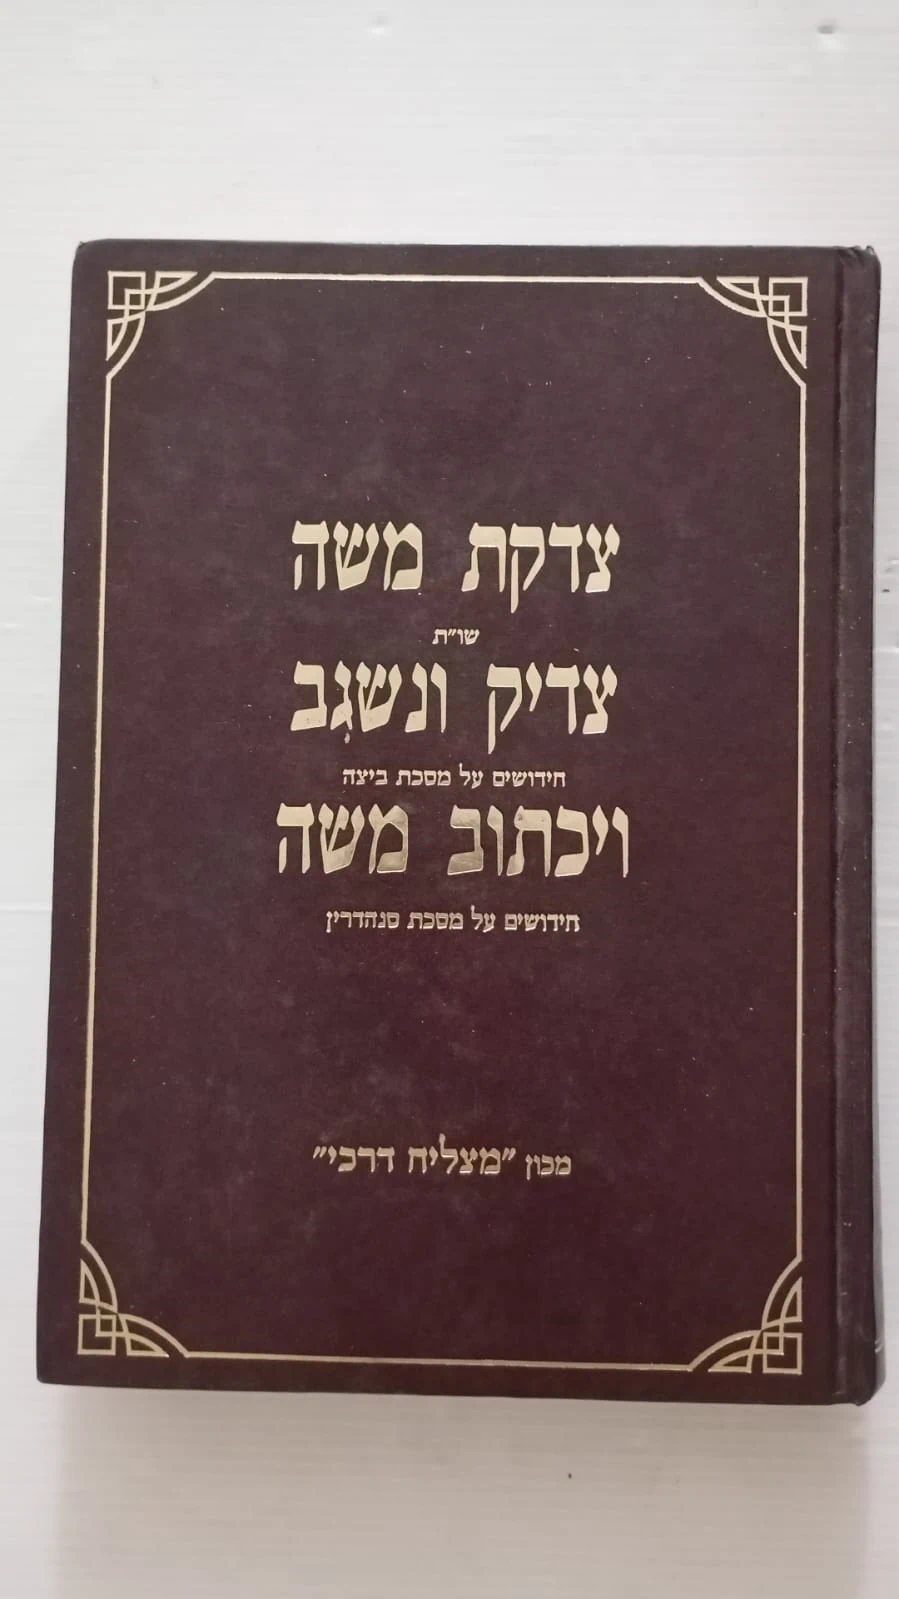 צדקת משה
שו״ת
צדיק ונשגב
חידושים על מסכת ביצה
ויכתוב משה
חידושים על מסכת סנהדרין
מכון ״מצליח דרכי״